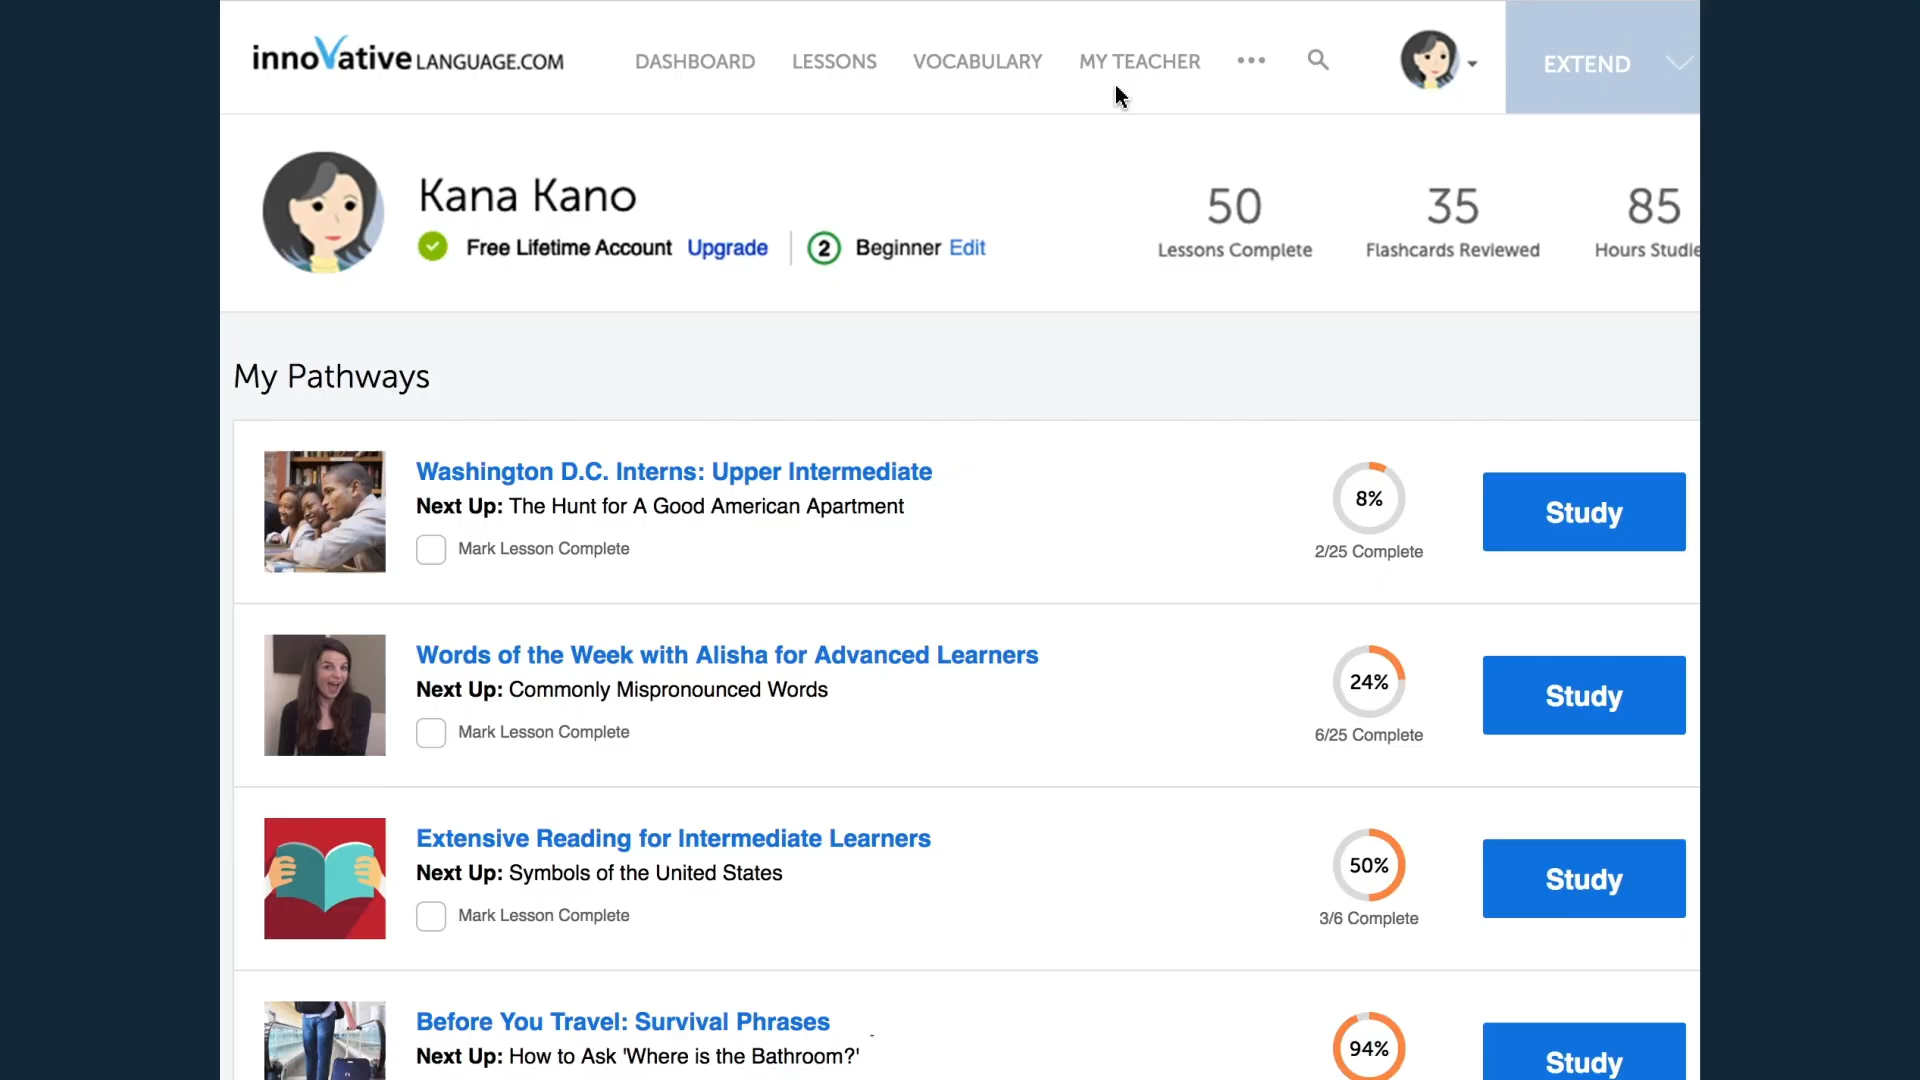 innoVative LANGUAGE.COM DASHBOARD LESSONS VOCABULARY MY TEACHER EXTEND
Kana Kano
Free Lifetime Account Upgrade 2 Beginner Edit
50 35 85
Lessons Complete Flashcards Reviewed Hours Studie
My Pathways
Washington D.C. Interns: Upper Intermediate
Next Up: The Hunt for A Good American Apartment
Mark Lesson Complete
8%
2/25 Complete
Study
Words of the Week with Alisha for Advanced Learners
Next Up: Commonly Mispronounced Words
Mark Lesson Complete
24%
6/25 Complete
Study
Extensive Reading for Intermediate Learners
Next Up: Symbols of the United States
Mark Lesson Complete
50%
3/6 Complete
Study
Before You Travel: Survival Phrases
Next Up: How to Ask 'Where is the Bathroom?'
94%
Study